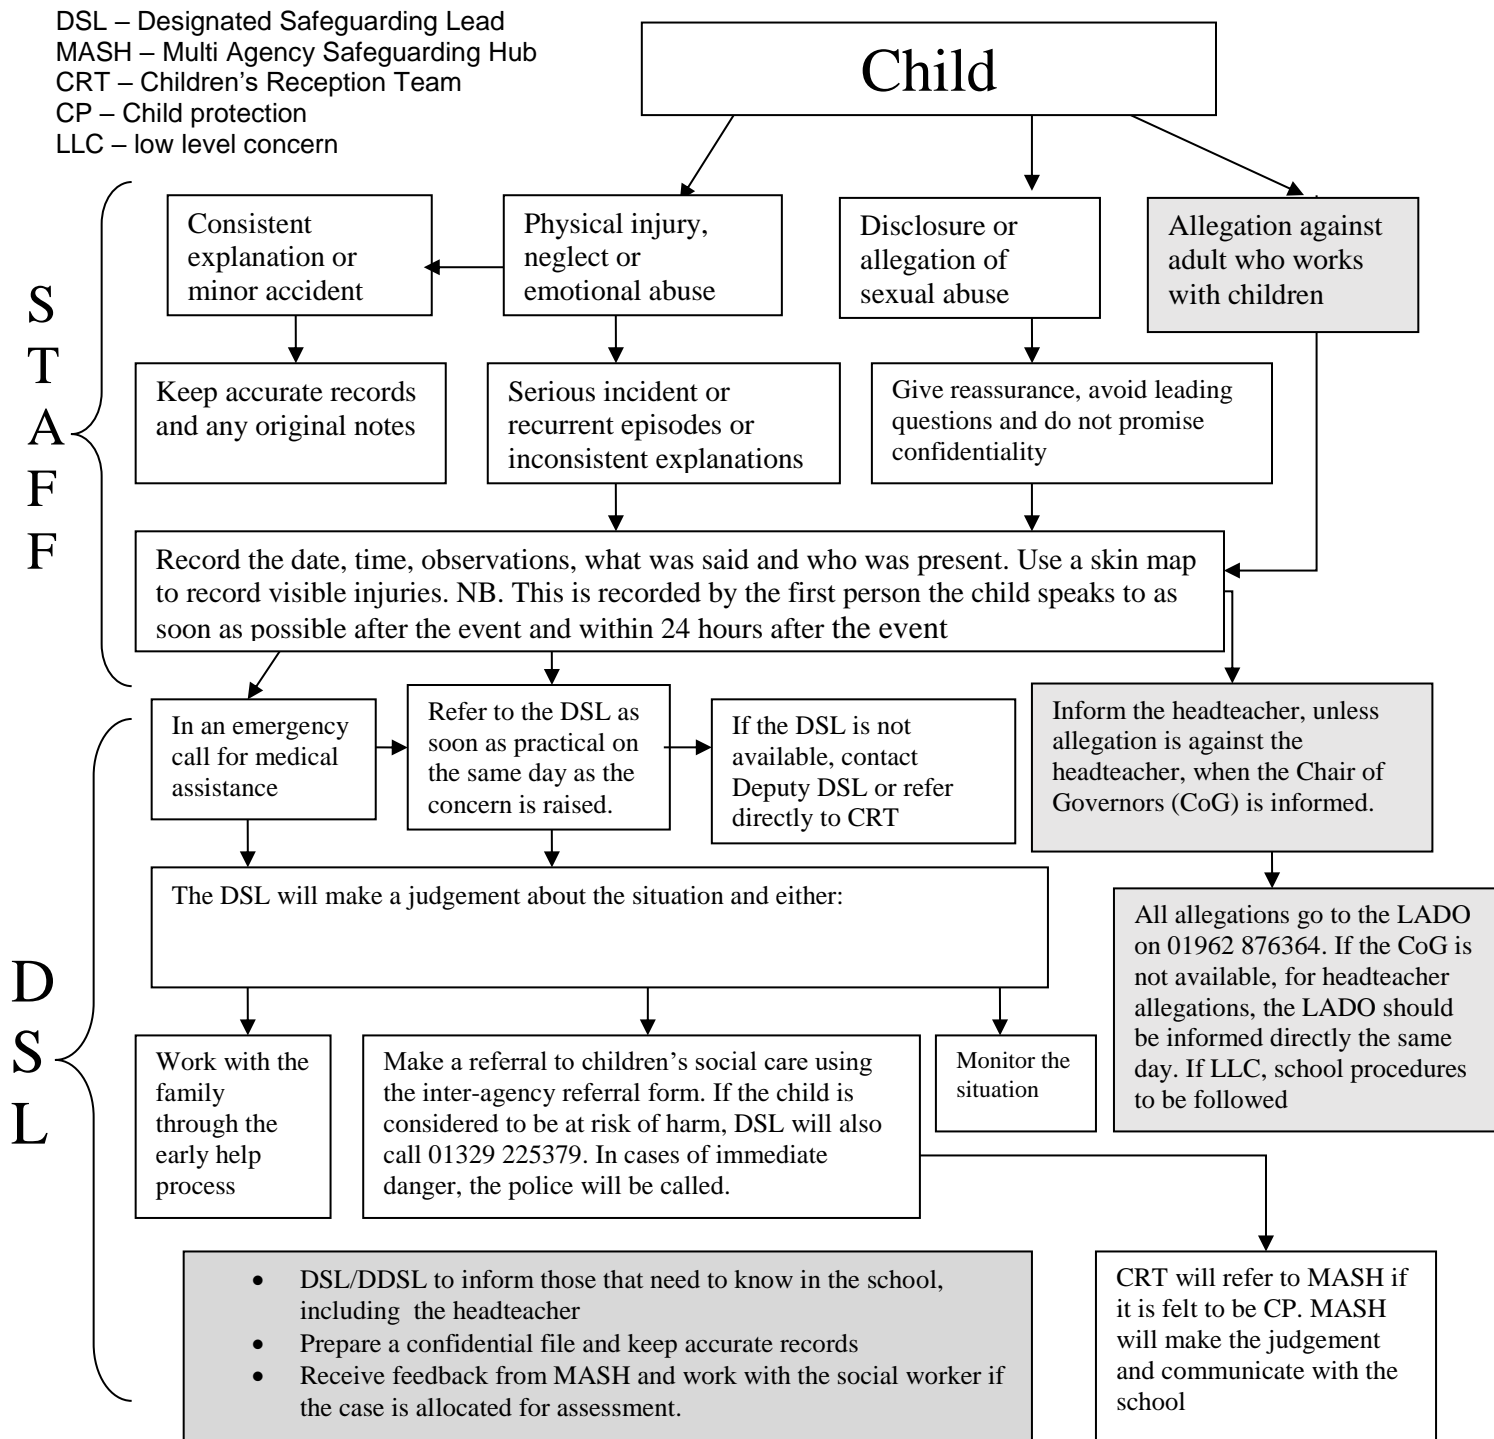 DSL – Designated Safeguarding Lead
MASH – Multi Agency Safeguarding Hub
CRT – Children's Reception Team
CP – Child protection
LLC – low level concern
Child
STAFF
Consistent
explanation or
minor accident
Physical injury,
neglect or
emotional abuse
Disclosure or
allegation of
sexual abuse
Allegation against
adult who works
with children
Keep accurate records
and any original notes
Serious incident or
recurrent episodes or
inconsistent explanations
Give reassurance, avoid leading
questions and do not promise
confidentiality
Record the date, time, observations, what was said and who was present. Use a skin map
to record visible injuries. NB. This is recorded by the first person the child speaks to as
soon as possible after the event and within 24 hours after the event
DSL
In an emergency
call for medical
assistance
Refer to the DSL as
soon as practical on
the same day as the
concern is raised.
If the DSL is not
available, contact
Deputy DSL or refer
directly to CRT
Inform the headteacher, unless
allegation is against the
headteacher, when the Chair of
Governors (CoG) is informed.
The DSL will make a judgement about the situation and either:
All allegations go to the LADO
on 01962 876364. If the CoG is
not available, for headteacher
allegations, the LADO should
be informed directly the same
day. If LLC, school procedures
to be followed
Work with the
family
through the
early help
process
Make a referral to children's social care using
the inter-agency referral form. If the child is
considered to be at risk of harm, DSL will also
call 01329 225379. In cases of immediate
danger, the police will be called.
Monitor the
situation
• DSL/DDSL to inform those that need to know in the school,
including the headteacher
• Prepare a confidential file and keep accurate records
• Receive feedback from MASH and work with the social worker if
the case is allocated for assessment.
CRT will refer to MASH if
it is felt to be CP. MASH
will make the judgement
and communicate with the
school